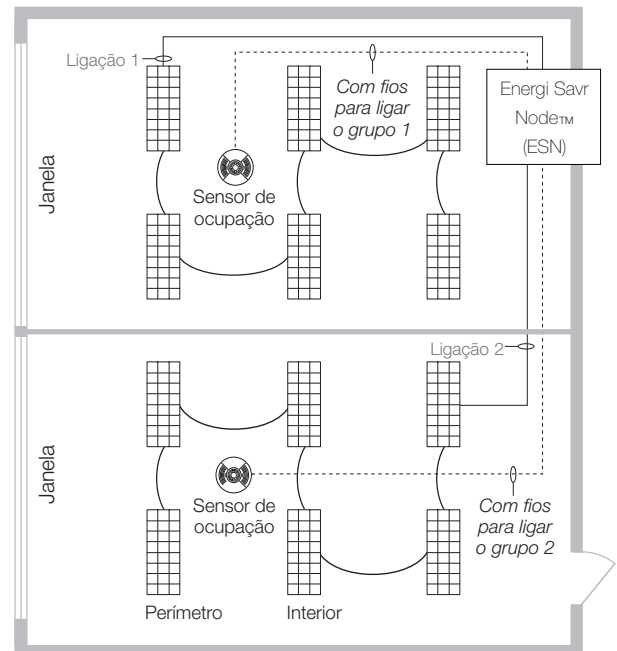 Ligação 1
Com fios
para ligar
o grupo 1
Energi Savr
Node™
(ESN)
Janela
Sensor de
ocupação
Ligação 2
Janela
Sensor de
ocupação
Com fios
para ligar
o grupo 2
Perímetro
Interior